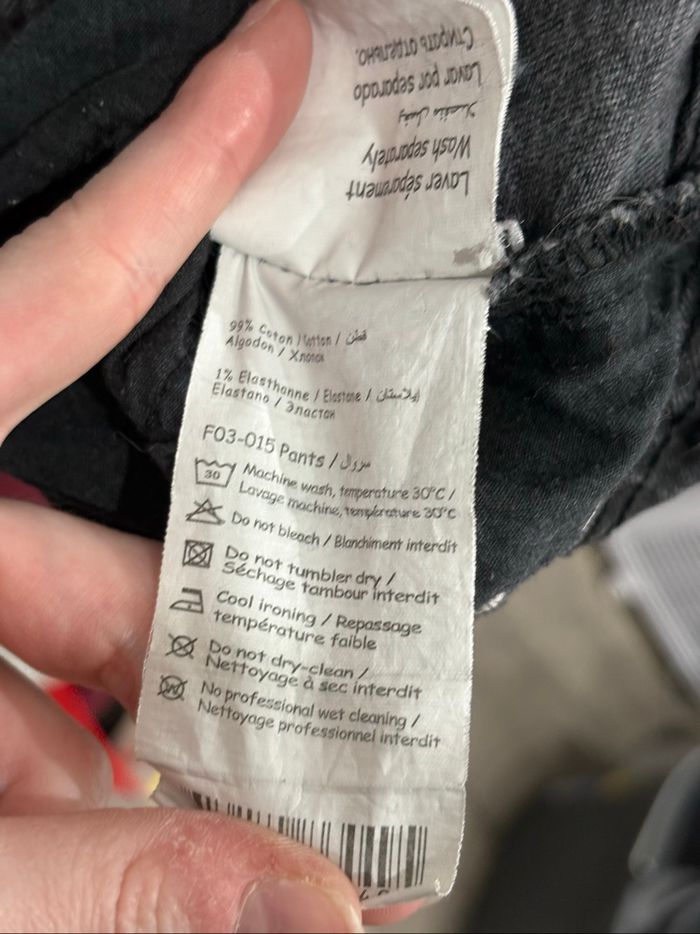 Laver séparément
Wash separately
Lavar por separado
Стирать отдельно.
99% Coton / Cotton / قطن
Algodon / Хлопок
1% Elasthanne / Elastane / إيلاستان
Elastano / Эластан
F03-015 Pants / سروال
30
Machine wash, temperature 30°C /
Lavage machine, température 30°C
Do not bleach / Blanchiment interdit
Do not tumbler dry /
Séchage tambour interdit
Cool ironing / Repassage
température faible
Do not dry-clean /
Nettoyage à sec interdit
W
No professional wet cleaning /
Nettoyage professionnel interdit